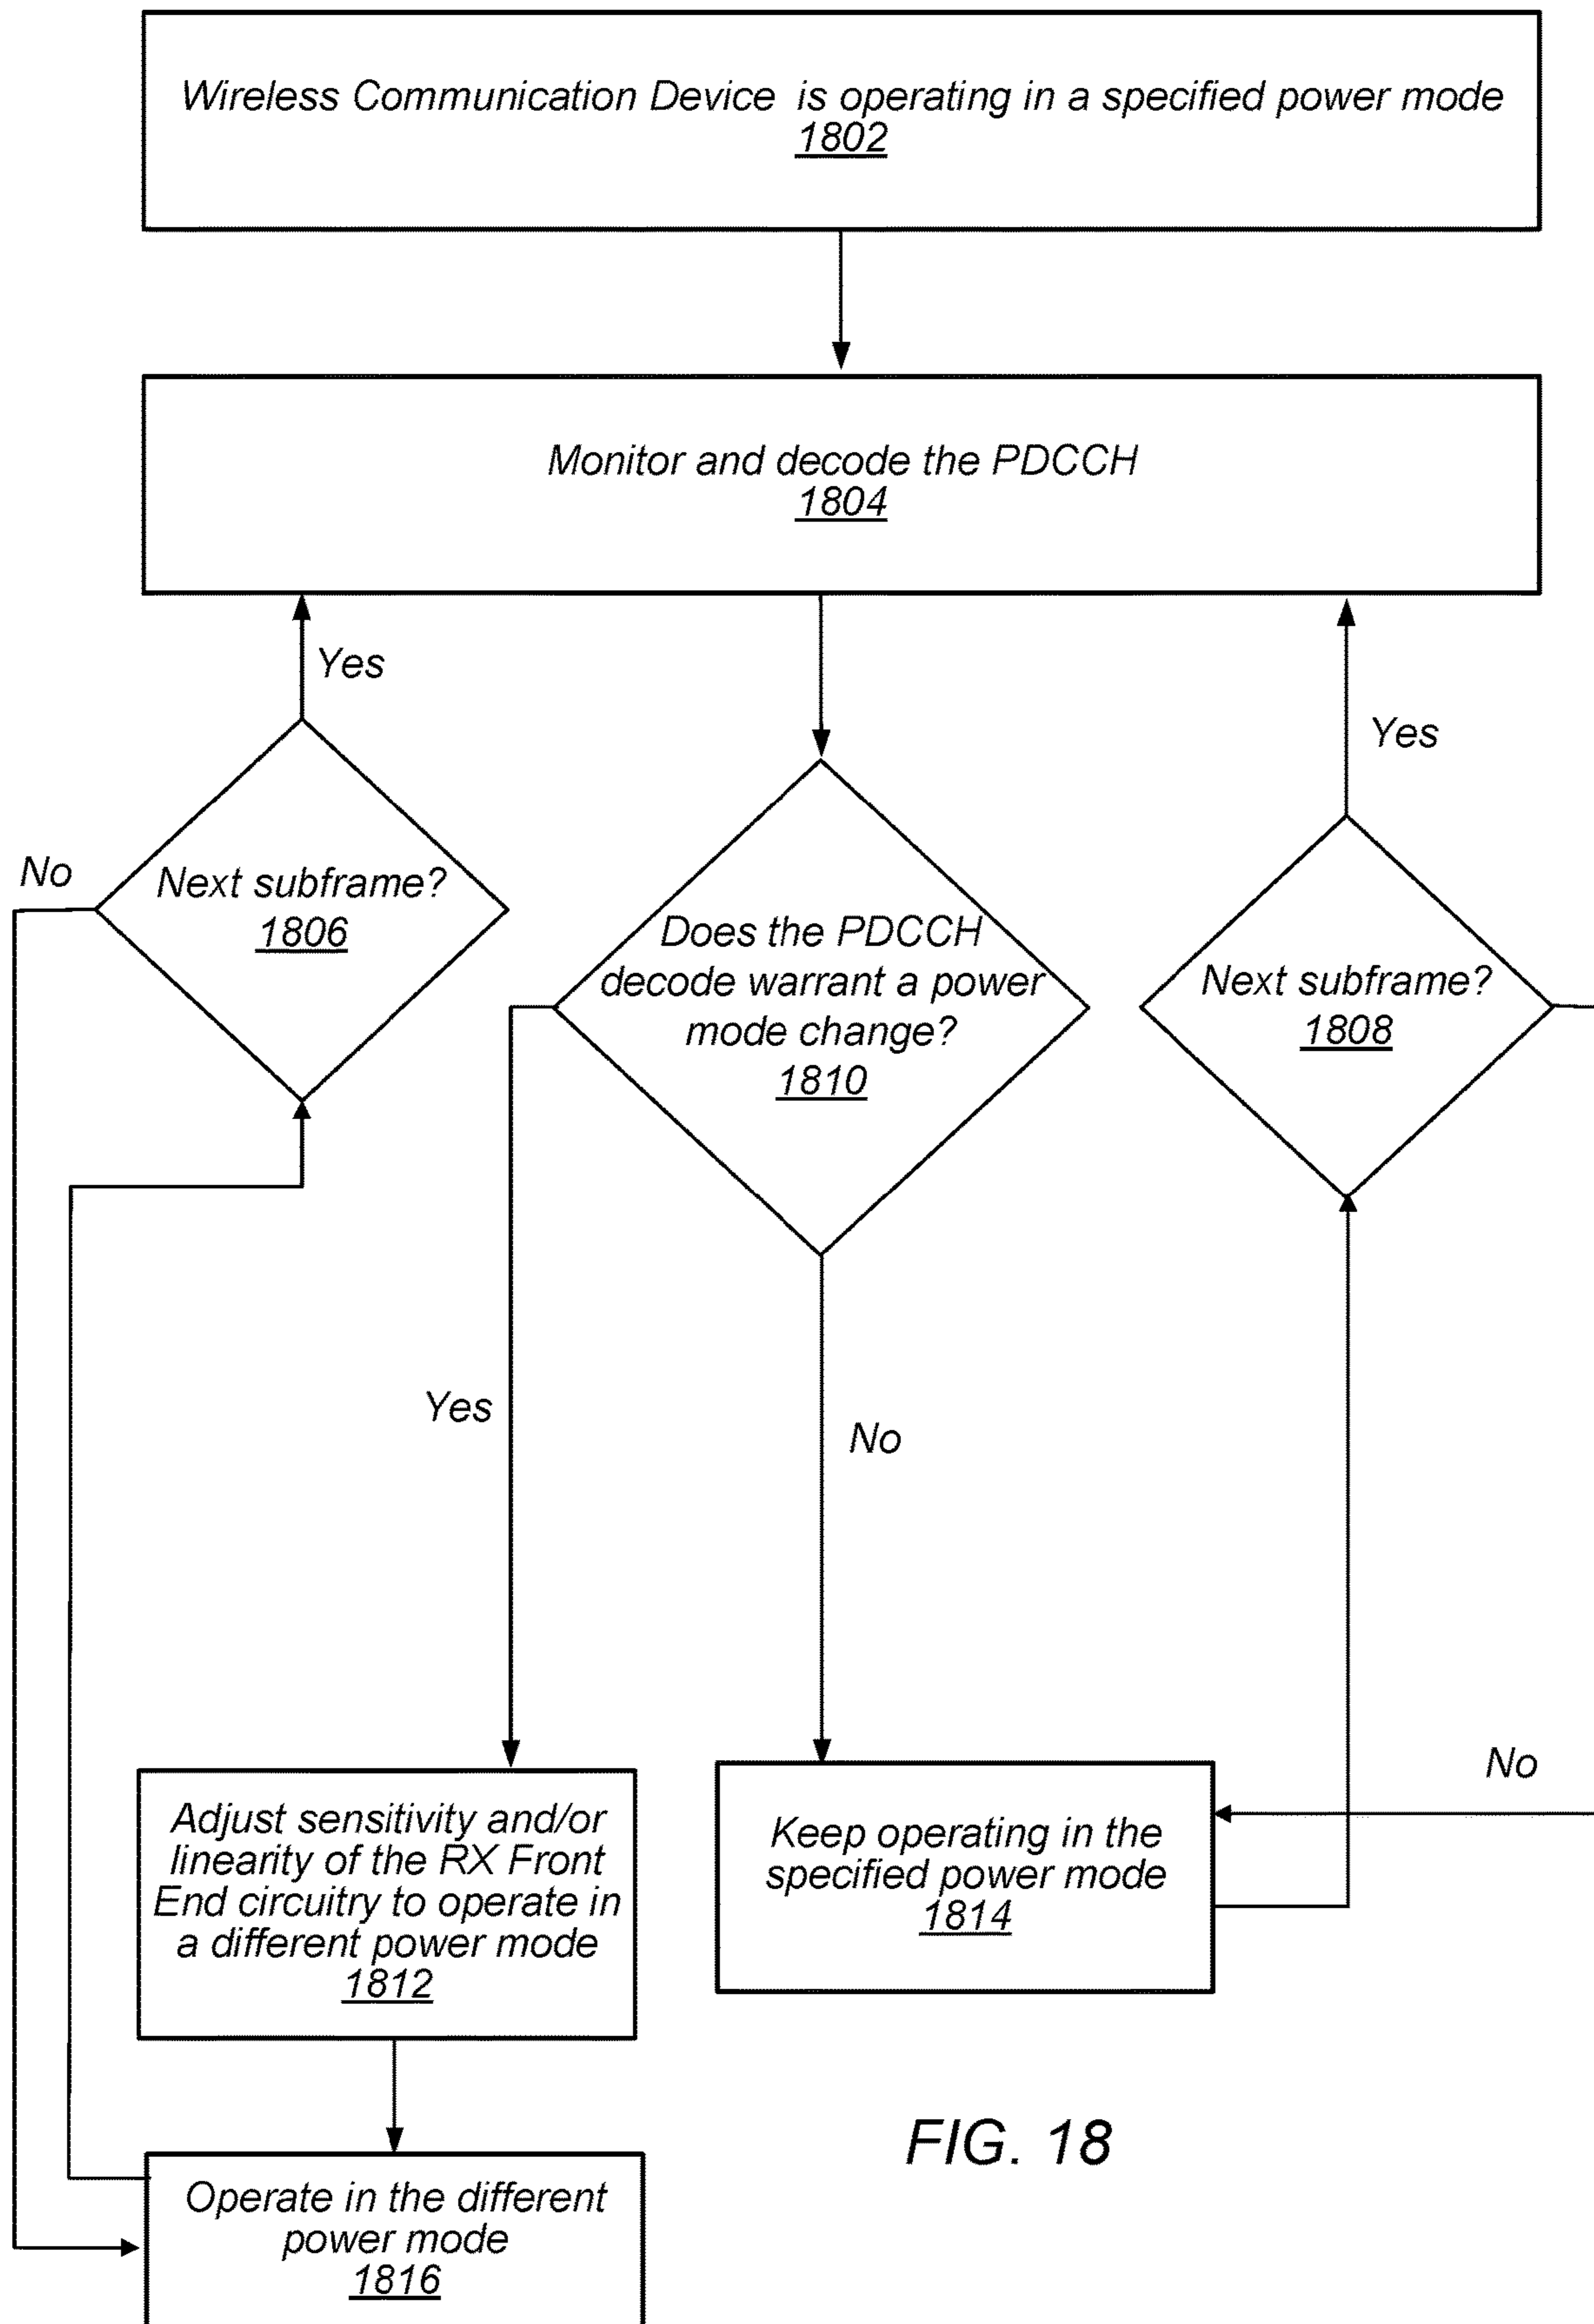 Wireless Communication Device is operating in a specified power mode
1802
Monitor and decode the PDCCH
1804
Yes
Yes
No
Next subframe?
1806
Does the PDCCH
decode warrant a power
mode change?
1810
Next subframe?
1808
Yes
No
No
Adjust sensitivity and/or
linearity of the RX Front
End circuitry to operate in
a different power mode
1812
Keep operating in the
specified power mode
1814
FIG. 18
Operate in the different
power mode
1816